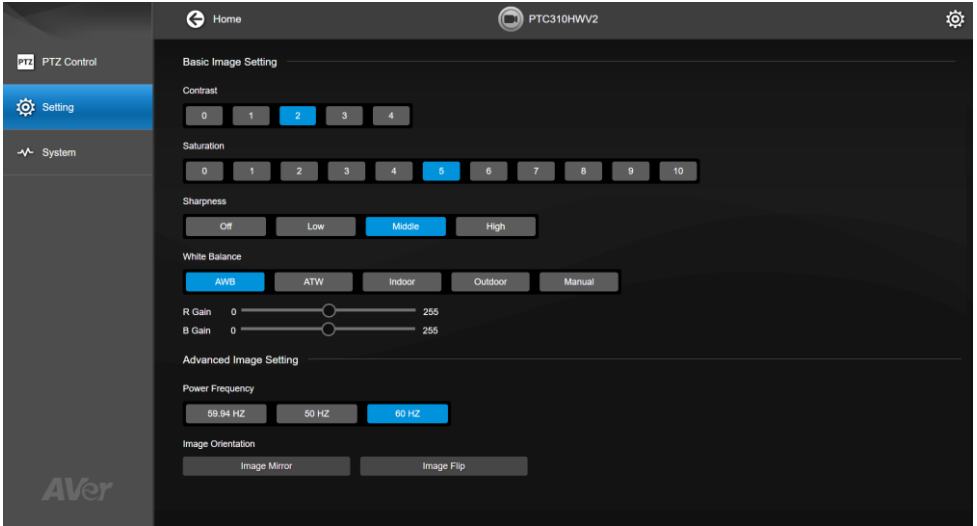 Home
PTC310HWV2
PTZ PTZ Control
Setting
System
Basic Image Setting
Contrast
0 1 2 3 4
Saturation
0 1 2 3 4 5 6 7 8 9 10
Sharpness
Off Low Middle High
White Balance
AWB ATW Indoor Outdoor Manual
R Gain 0 255
B Gain 0 255
Advanced Image Setting
Power Frequency
59.94 HZ 50 HZ 60 HZ
Image Orientation
Image Mirror Image Flip
AVer